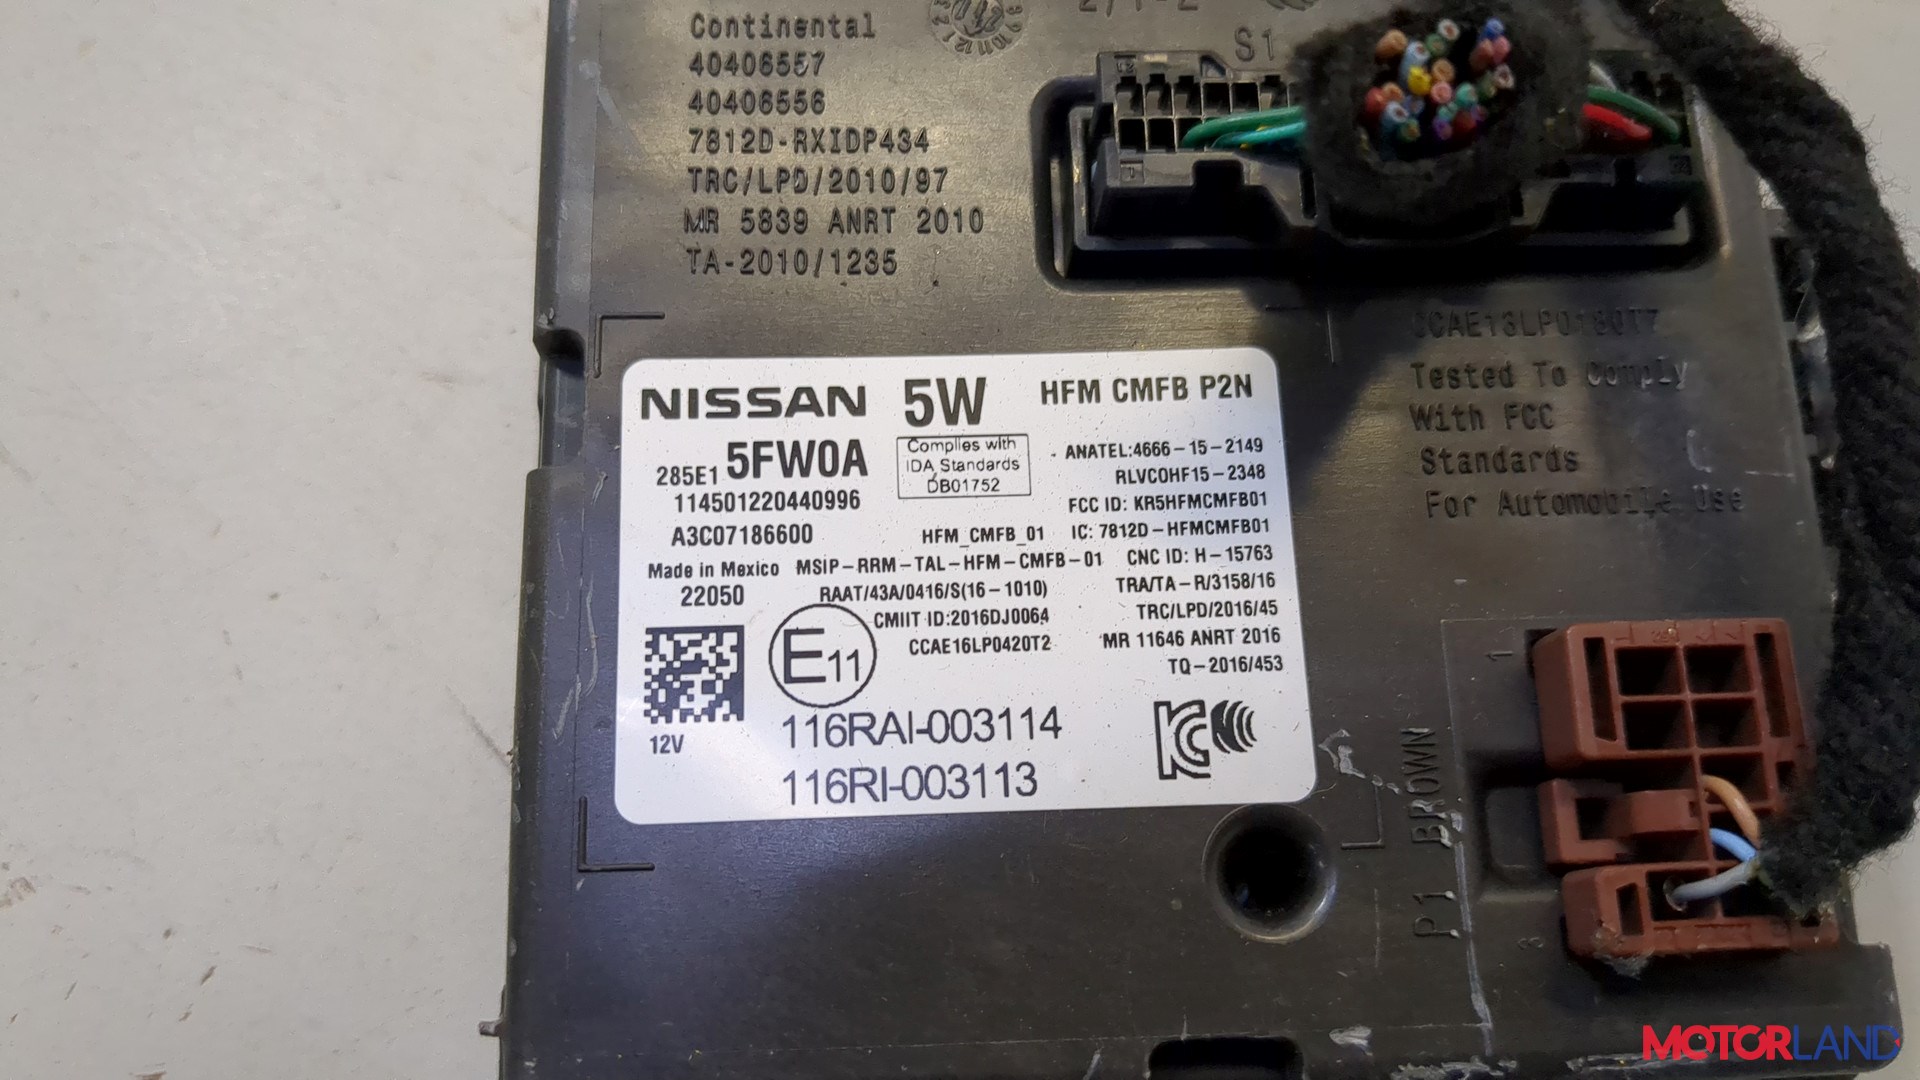 Continental
40406557
40406556
7812D-RXIDP434
TRC/LPD/2010/97
MR 5839 ANRT 2010
TA-2010/1235
S1
CCAE13LP0180T7
Tested To Comply
With FCC
Standards
For Automobile Use
NISSAN 5W HFM CMFB P2N
285E1 5FW0A
Complies with
IDA Standards
DB01752
ANATEL:4666-15-2149
RLVCOHF15-2348
114501220440996
FCC ID: KR5HFMCMFB01
A3C07186600
HFM_CMFB_01 IC: 7812D-HFMCMFB01
Made in Mexico MSIP-RRM-TAL-HFM-CMFB-01 CNC ID: H-15763
22050
RAAT/43A/0416/S(16-1010) TRA/TA-R/3158/16
CMIIT ID:2016DJ0064 TRC/LPD/2016/45
CCAE16LP0420T2 MR 11646 ANRT 2016
TQ-2016/453
E11
12V
116RAI-003114
116RI-003113
1
3
P1 BROWN
MOTORLAND